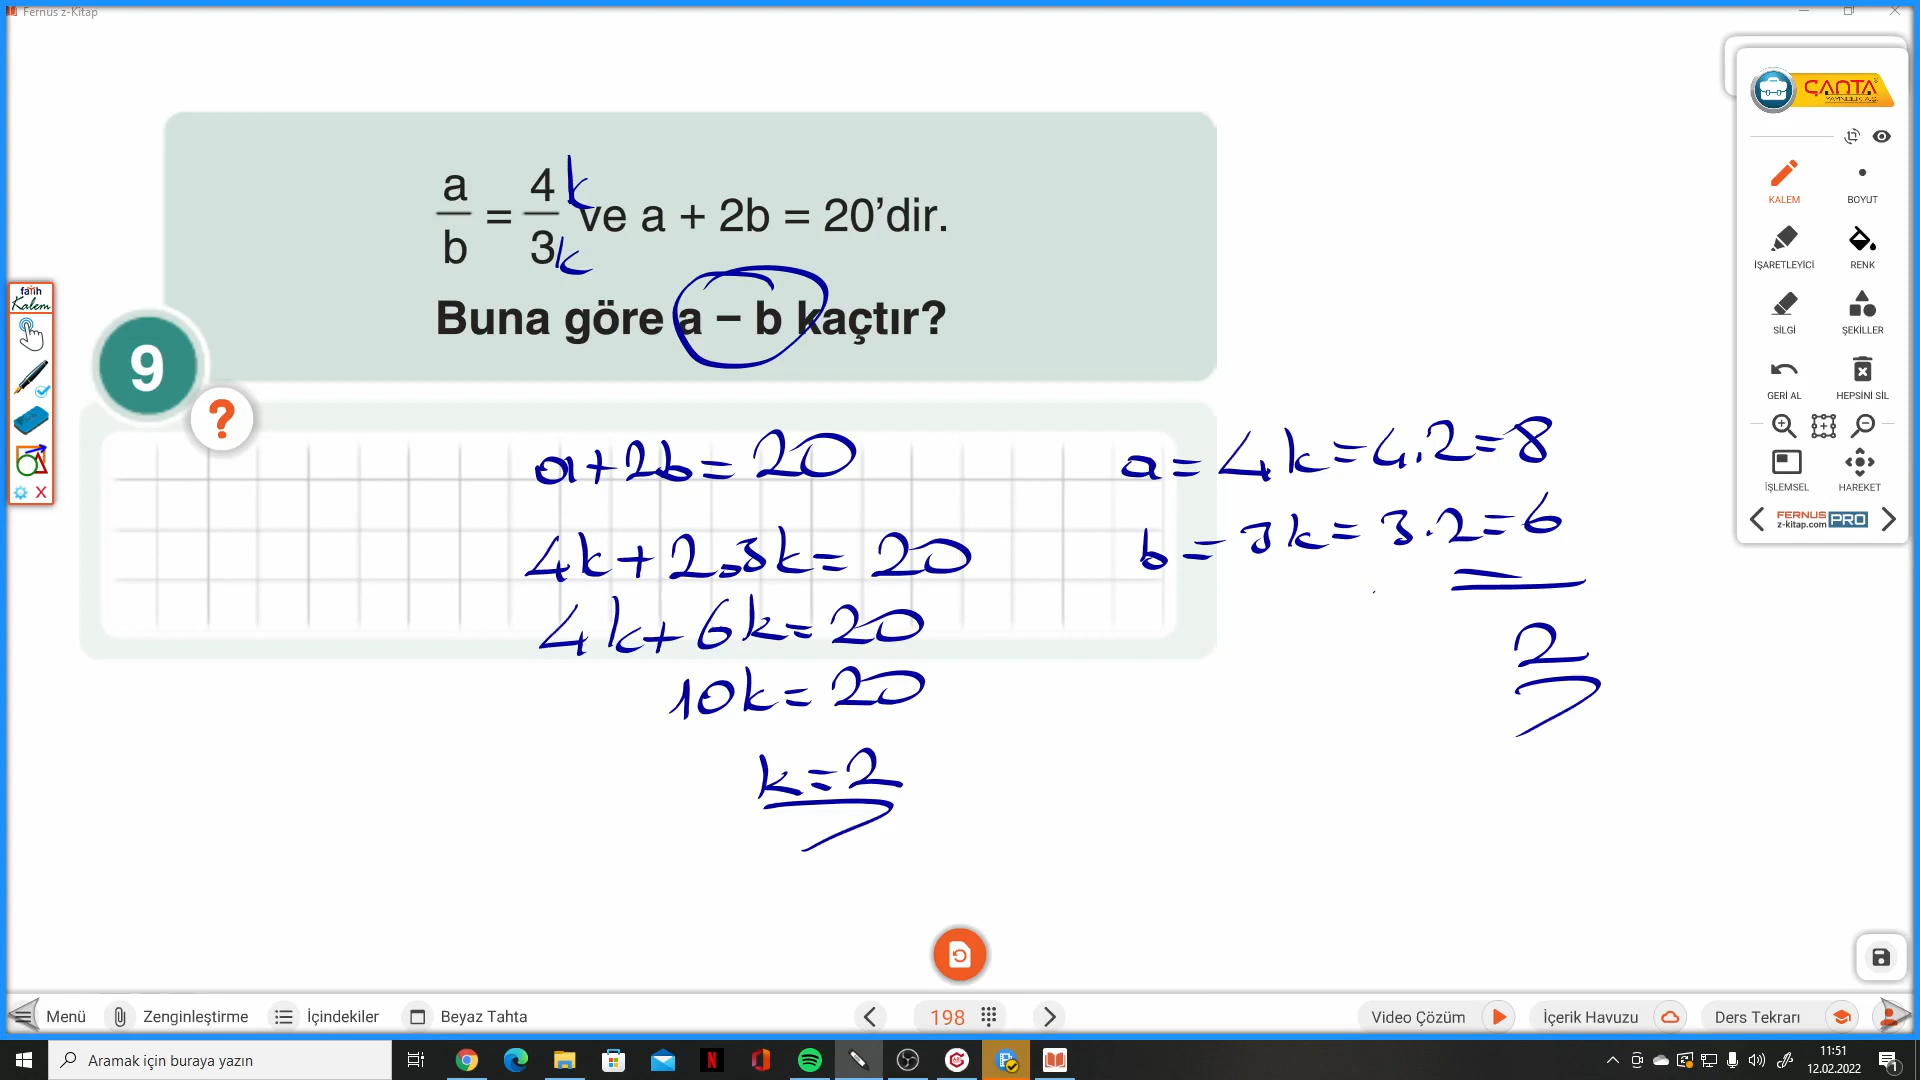 Fernus z-Kitap
ÇANTA
YAYINCILIK A.Ş.
a/b = 4k/3k ve a + 2b = 20’dir.
Buna göre a – b kaçtır?
9
?
a+2b=20
4k+2.3k=20
4k+6k=20
10k=20
k=2
a=4k=4.2=8
b=3k=3.2=6
2
fatih
Kalem
KALEM
BOYUT
İŞARETLEYİCİ
RENK
SİLGİ
ŞEKİLLER
GERİ AL
HEPSİNİ SİL
İŞLEMSEL
HAREKET
FERNUS
z-kitap.com PRO
Menü
Zenginleştirme
İçindekiler
Beyaz Tahta
198
Video Çözüm
İçerik Havuzu
Ders Tekrarı
Aramak için buraya yazın
11:51
12.02.2022
1